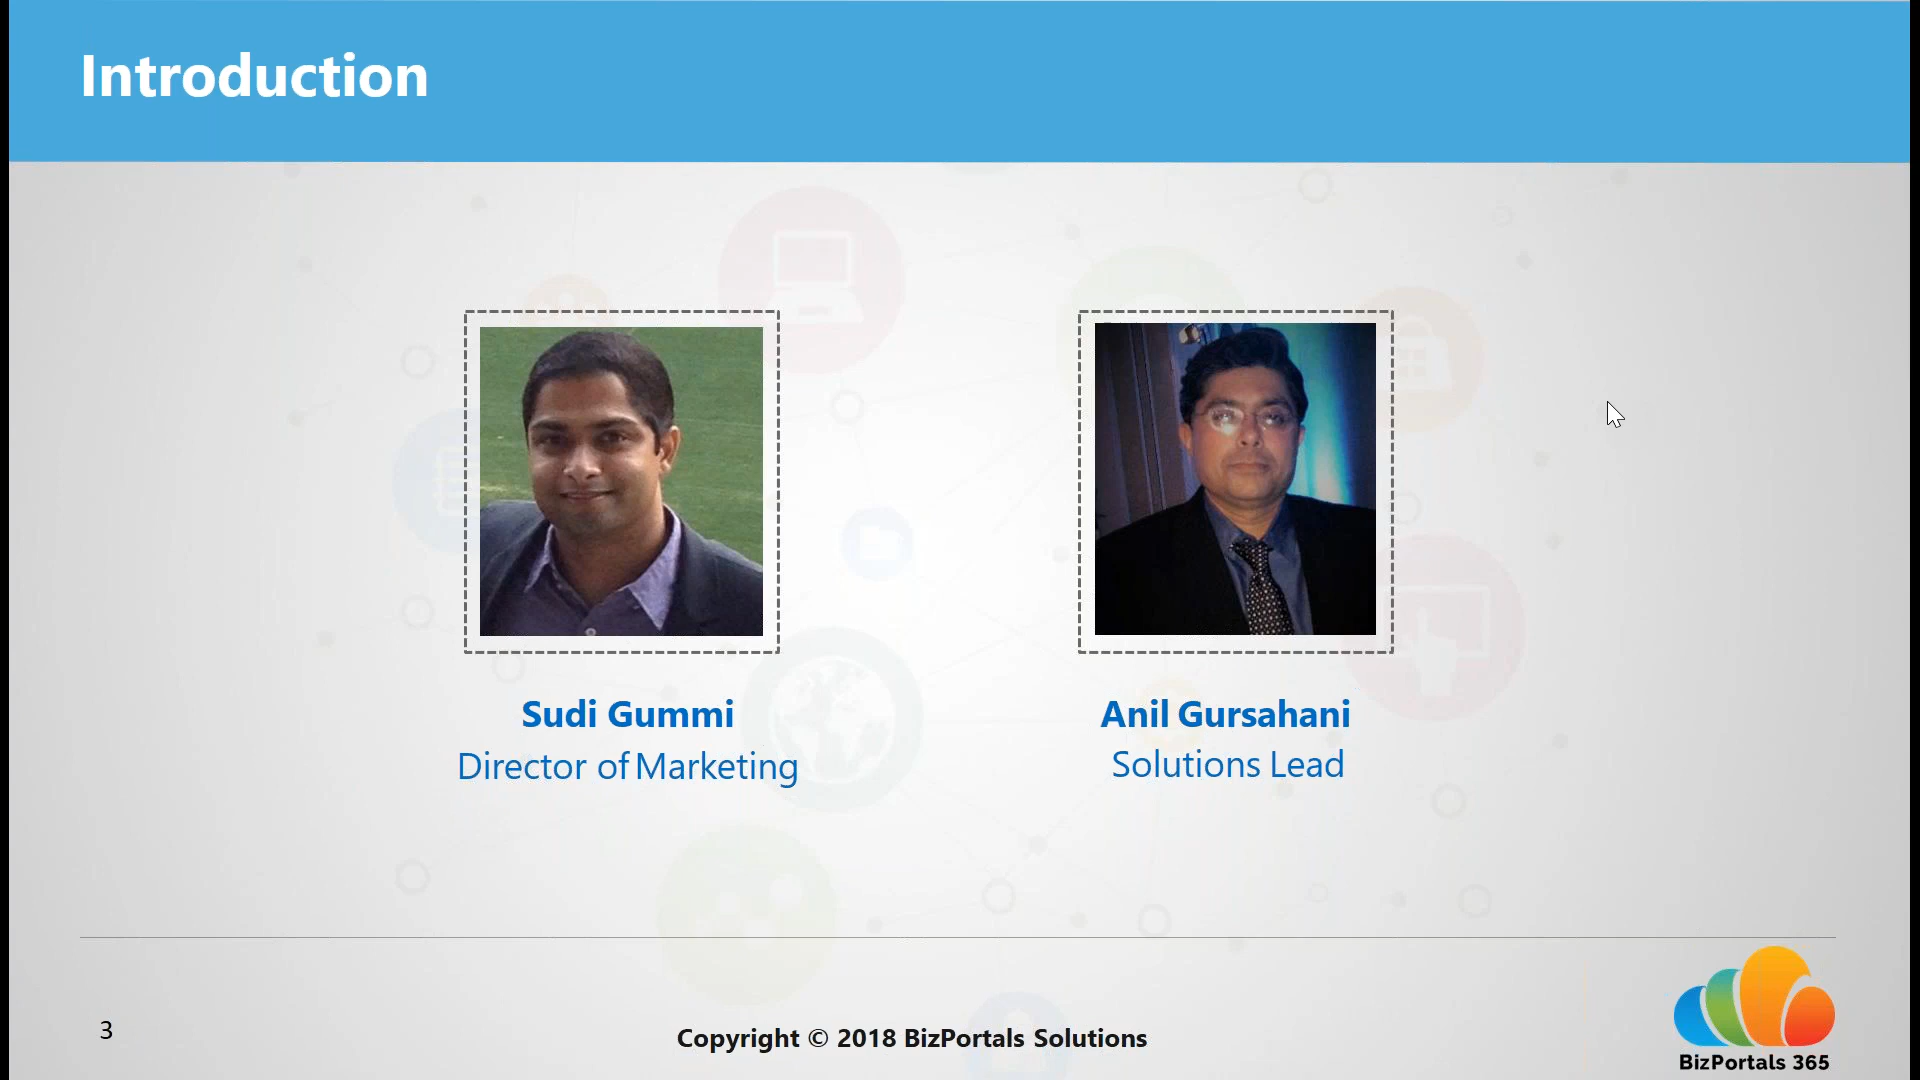 Introduction
Sudi Gummi
Director of Marketing
Anil Gursahani
Solutions Lead
3
Copyright © 2018 BizPortals Solutions
BizPortals 365